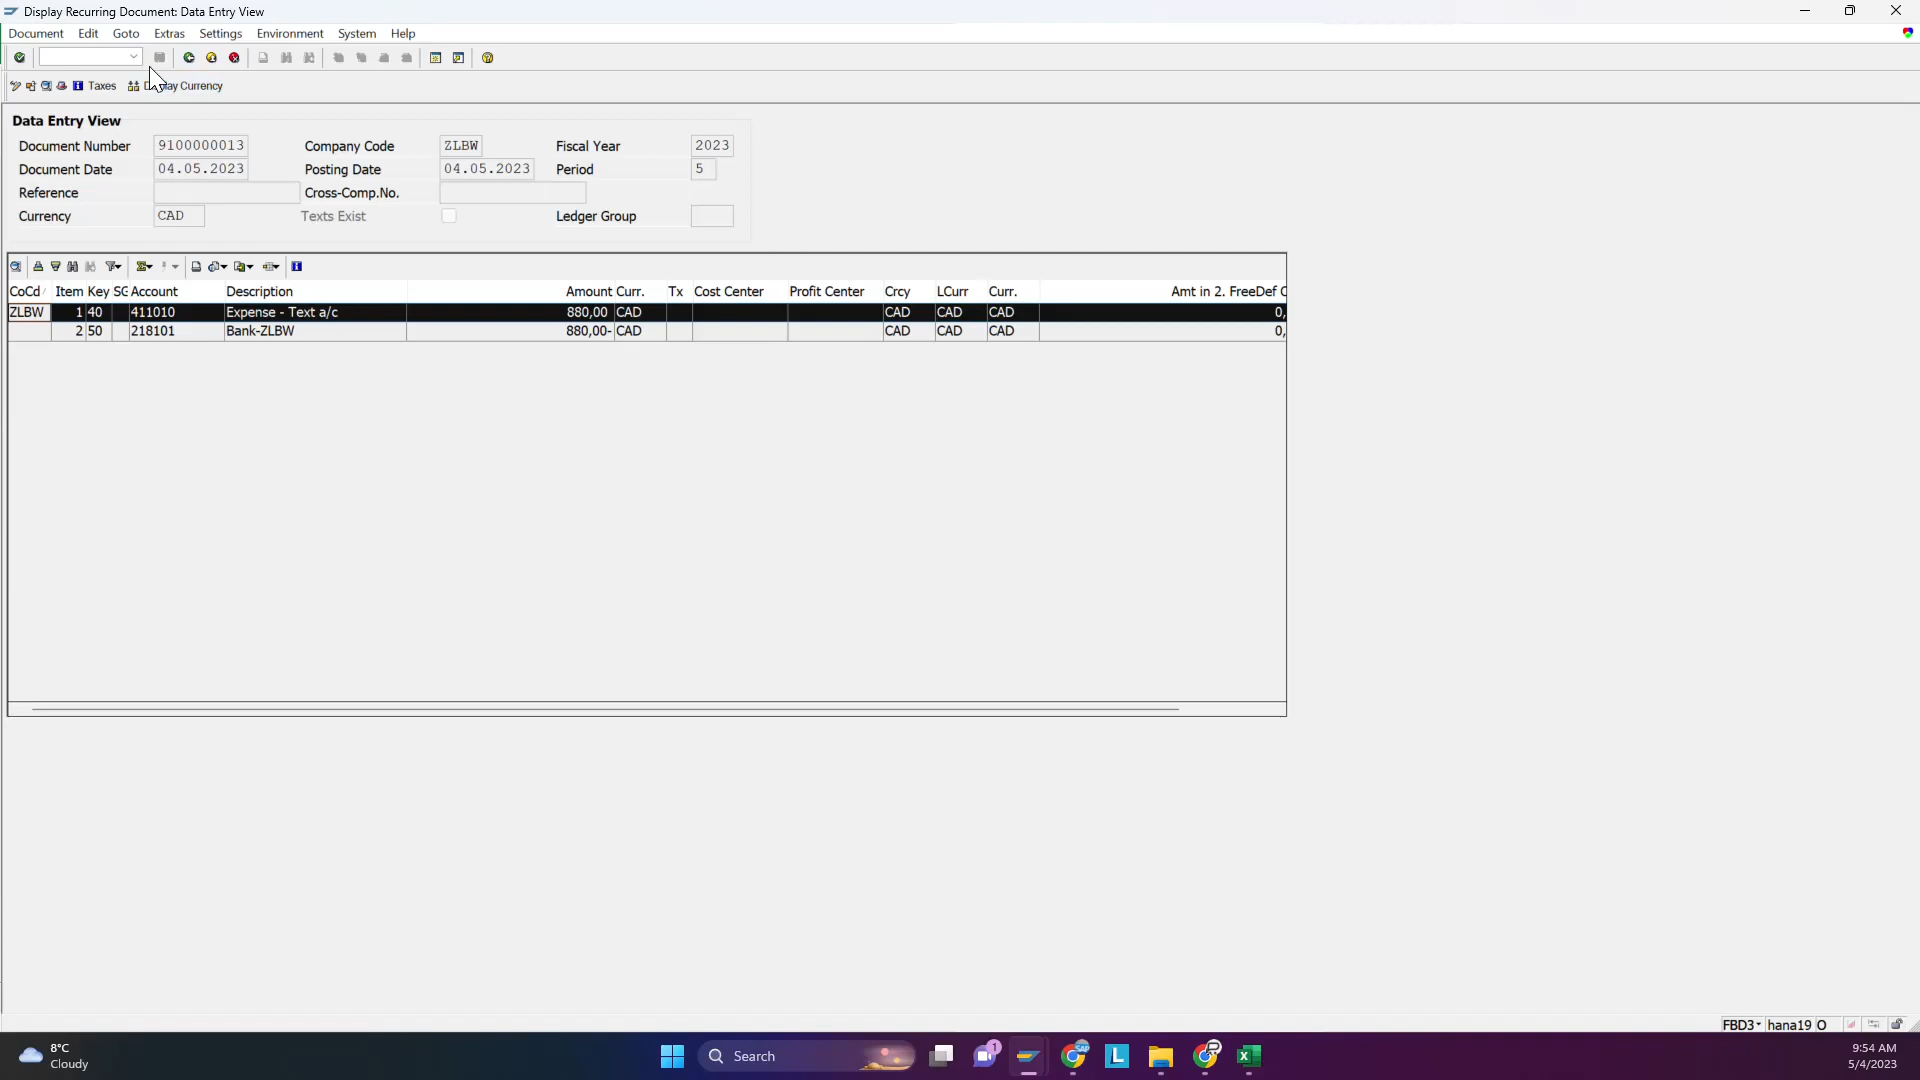 Display Recurring Document: Data Entry View
Document Edit Goto Extras Settings Environment System Help
Taxes Display Currency
Data Entry View
Document Number 9100000013 Company Code ZLBW Fiscal Year 2023
Document Date 04.05.2023 Posting Date 04.05.2023 Period 5
Reference Cross-Comp.No.
Currency CAD Texts Exist Ledger Group
CoCd Item Key SG Account Description Amount Curr. Tx Cost Center Profit Center Crcy LCurr Curr. Amt in 2. FreeDef C
ZLBW 1 40 411010 Expense - Text a/c 880,00 CAD CAD CAD CAD 0,
2 50 218101 Bank-ZLBW 880,00- CAD CAD CAD CAD 0,
FBD3 hana19 O
8°C
Cloudy
Search
1
SAP
L
9:54 AM
5/4/2023